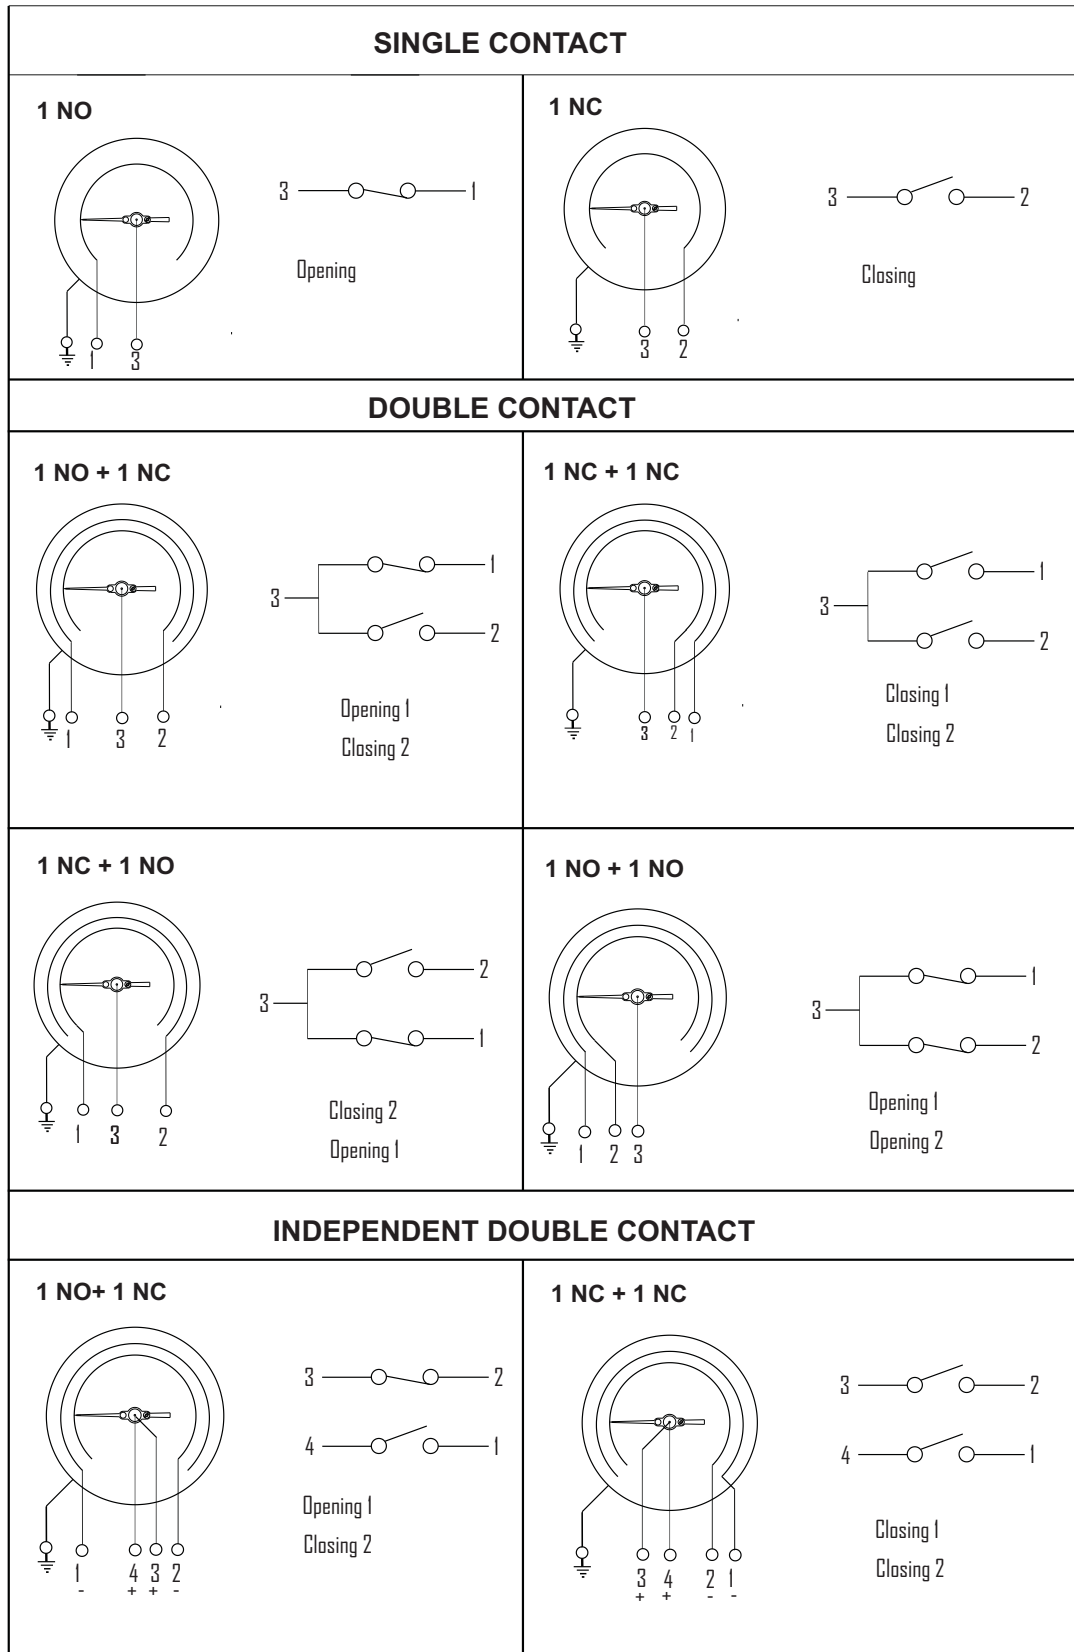 SINGLE CONTACT
1 NO
3 1
Opening
1 3
1 NC
3 2
Closing
3 2
DOUBLE CONTACT
1 NO + 1 NC
1
3
2
Opening 1
Closing 2
1 3 2
1 NC + 1 NC
1
3
2
Closing 1
Closing 2
3 2 1
1 NC + 1 NO
2
3
1
Closing 2
Opening 1
1 3 2
1 NO + 1 NO
1
3
2
Opening 1
Opening 2
1 2 3
INDEPENDENT DOUBLE CONTACT
1 NO+ 1 NC
3 2
4 1
Opening 1
Closing 2
1 4 3 2
- + + -
1 NC + 1 NC
3 2
4 1
Closing 1
Closing 2
3 4 2 1
+ + - -